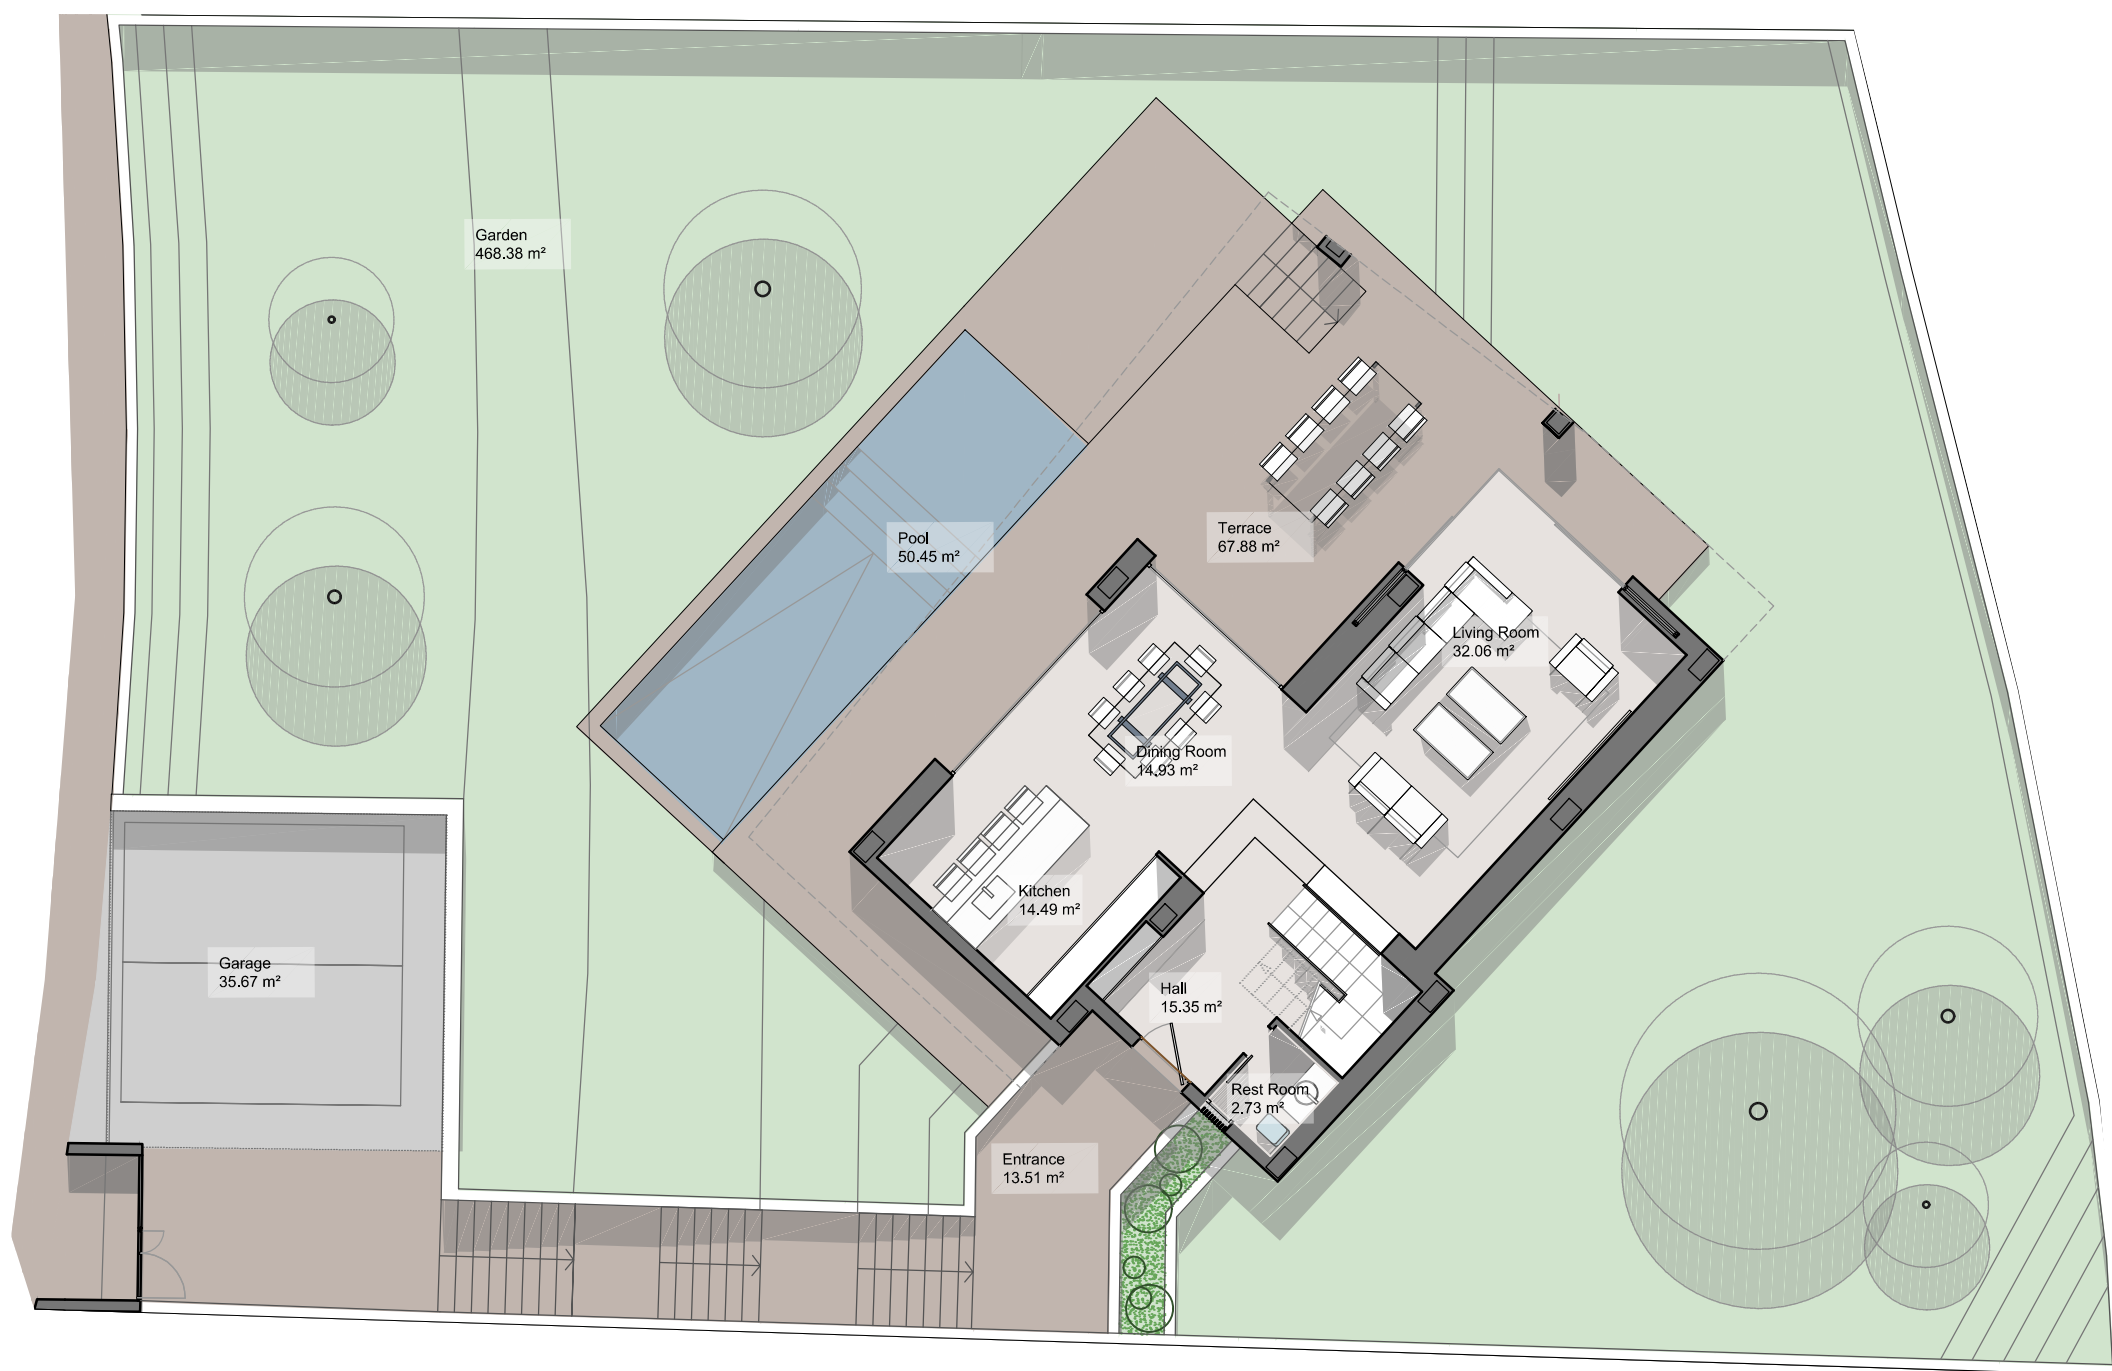 Garden
468.38 m²
Pool
50.45 m²
Terrace
67.88 m²
Living Room
32.06 m²
Dining Room
14.93 m²
Kitchen
14.49 m²
Garage
35.67 m²
Hall
15.35 m²
Rest Room
2.73 m²
Entrance
13.51 m²